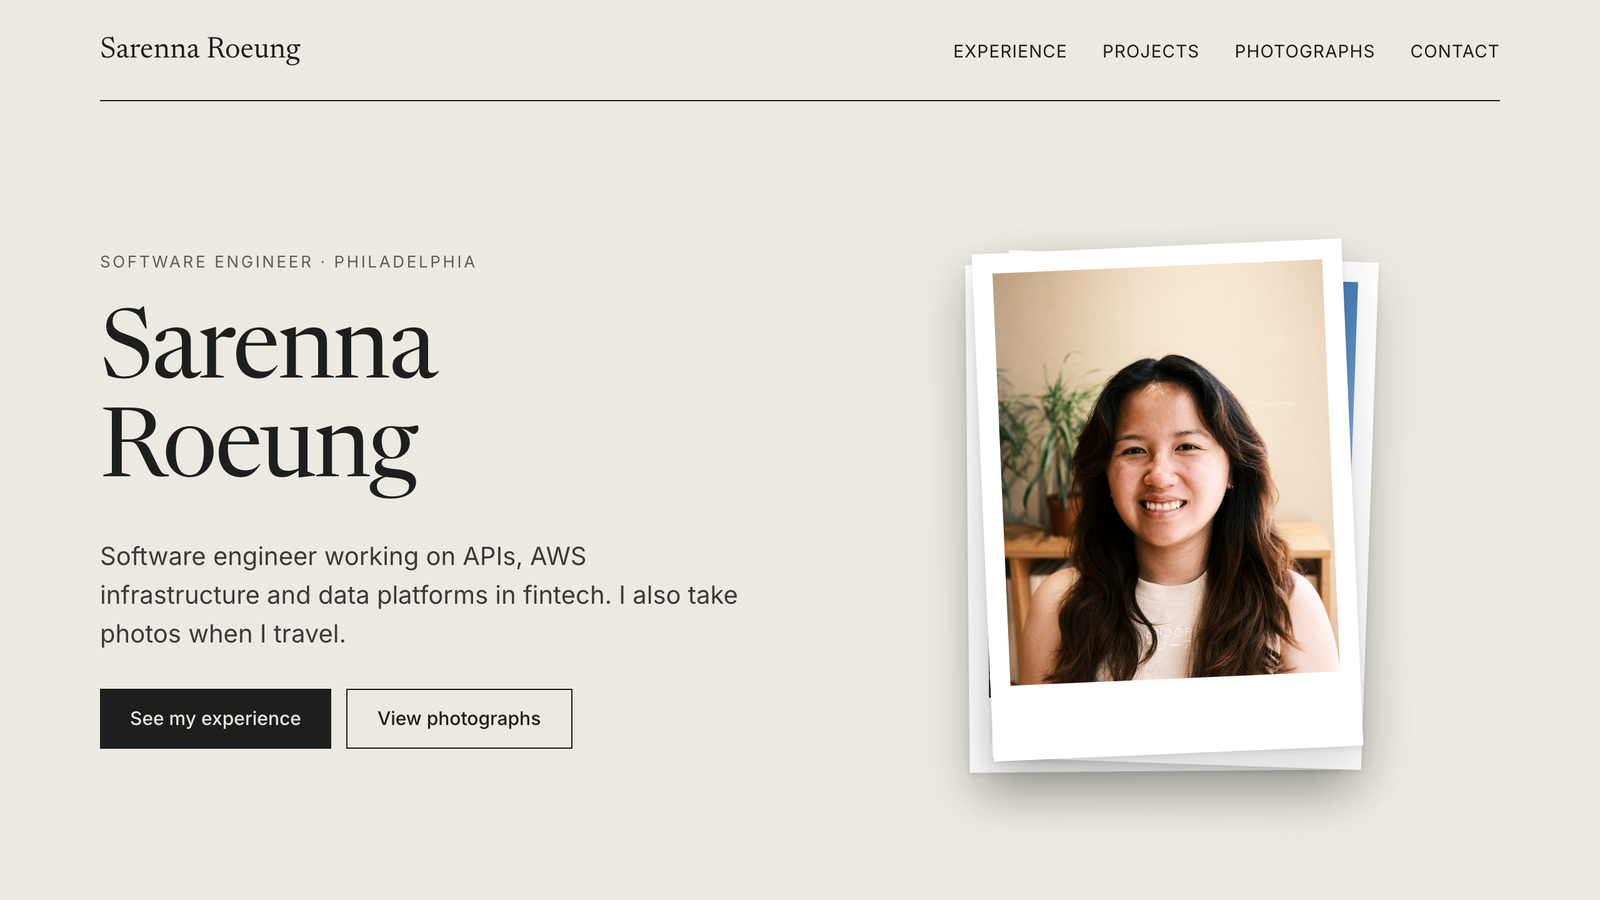 Sarenna Roeung
EXPERIENCE PROJECTS PHOTOGRAPHS CONTACT
SOFTWARE ENGINEER · PHILADELPHIA
Sarenna
Roeung
Software engineer working on APIs, AWS
infrastructure and data platforms in fintech. I also take
photos when I travel.
See my experience
View photographs